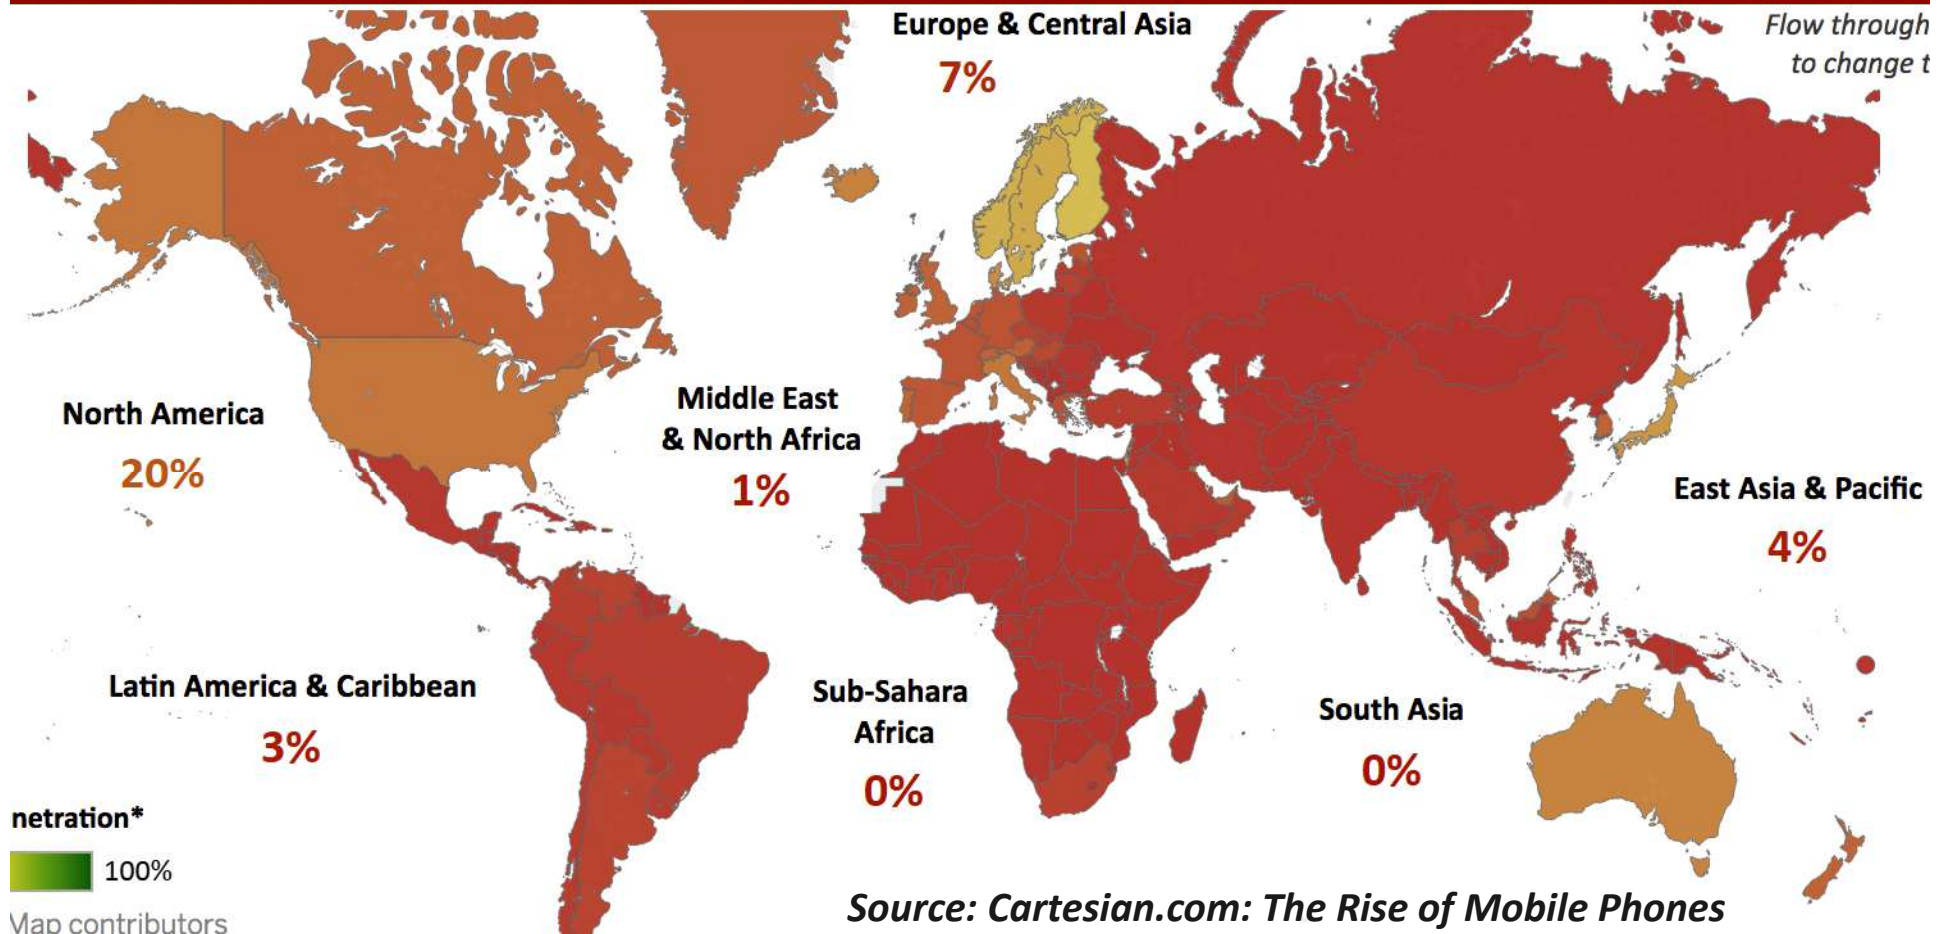 Europe & Central Asia
7%
Flow through
to change t
North America
20%
Middle East
& North Africa
1%
East Asia & Pacific
4%
Latin America & Caribbean
3%
Sub-Sahara
Africa
0%
South Asia
0%
netration*
100%
Map contributors
Source: Cartesian.com: The Rise of Mobile Phones